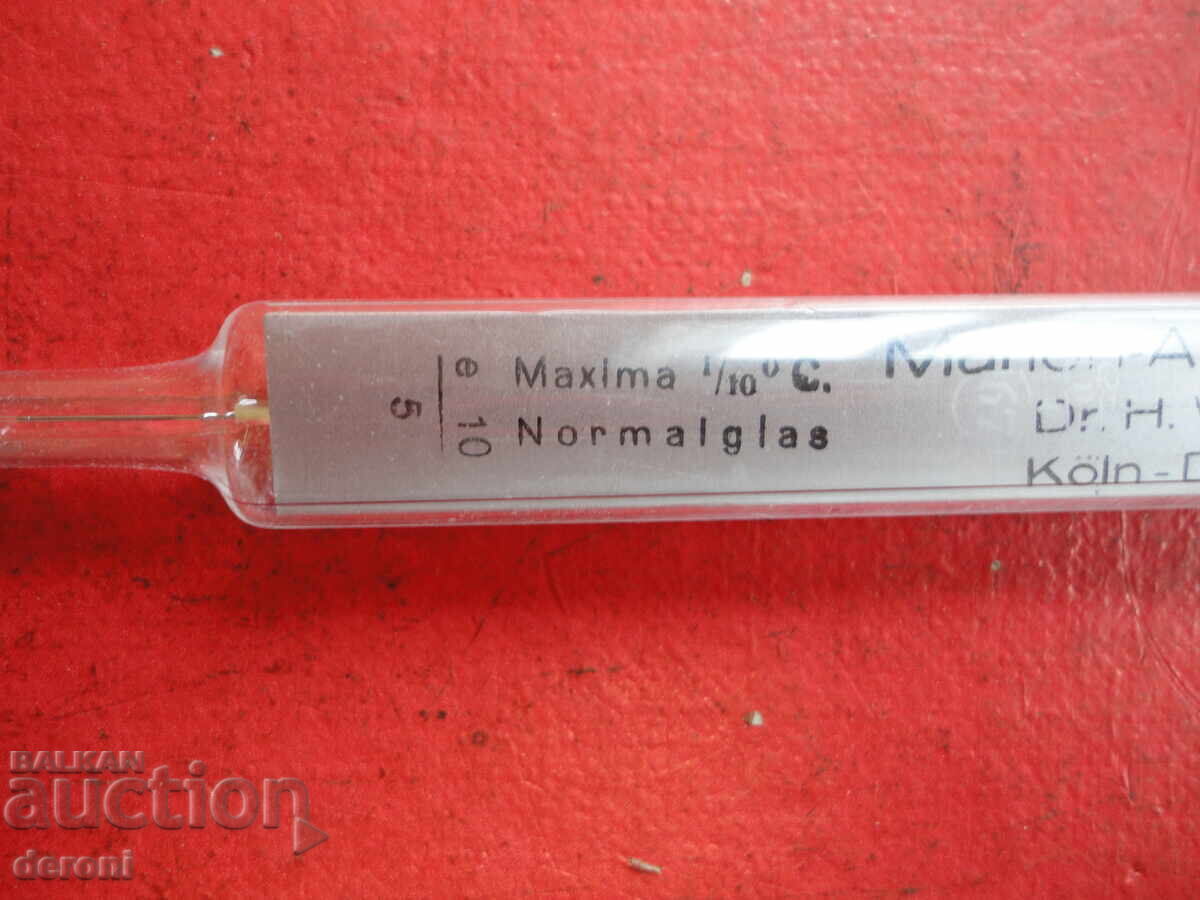 Maxima 1/10° C.
Normalglas
e 10
5
Dr. H.
Köln -
BALKAN
auction
deroni